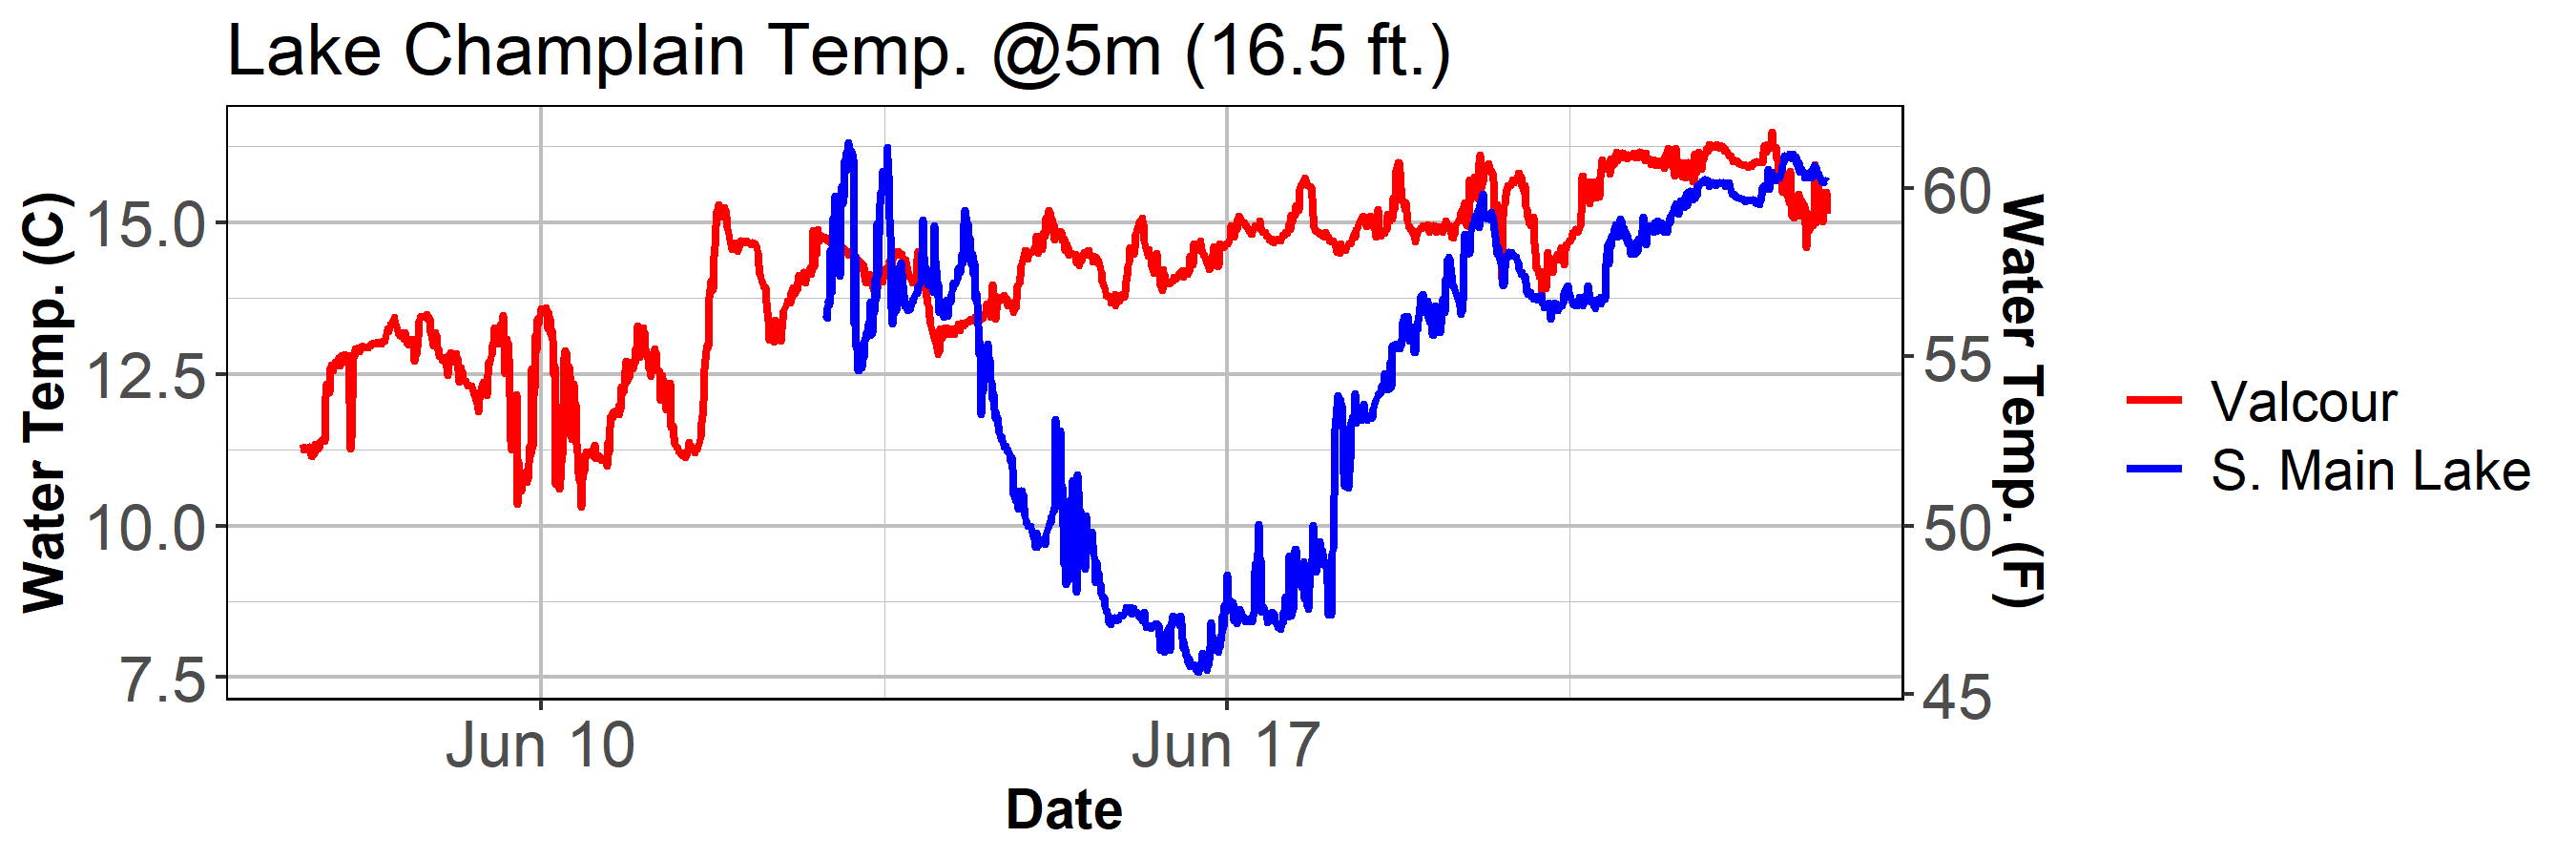 Lake Champlain Temp. @5m (16.5 ft.)
Water Temp. (C)
15.0
12.5
10.0
7.5
60
55
50
45
Water Temp. (F)
Jun 10
Jun 17
Date
Valcour
S. Main Lake